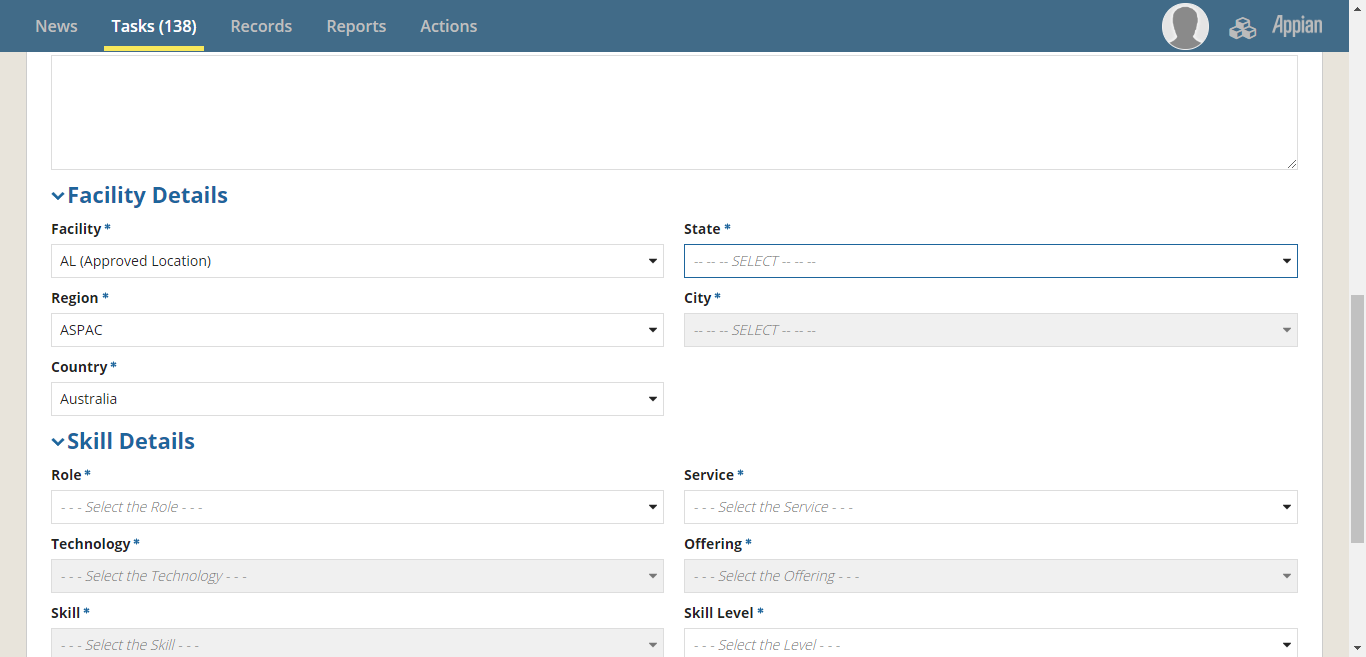 News Tasks (138) Records Reports Actions Appian
Facility Details
Facility * State *
AL (Approved Location) -- -- -- SELECT -- -- --
Region * City *
ASPAC -- -- -- SELECT -- -- --
Country *
Australia
Skill Details
Role * Service *
- - - Select the Role - - - - - - Select the Service - - -
Technology * Offering *
- - - Select the Technology - - - - - - Select the Offering - - -
Skill * Skill Level *
- - - Select the Skill - - - - - - Select the Level - - -